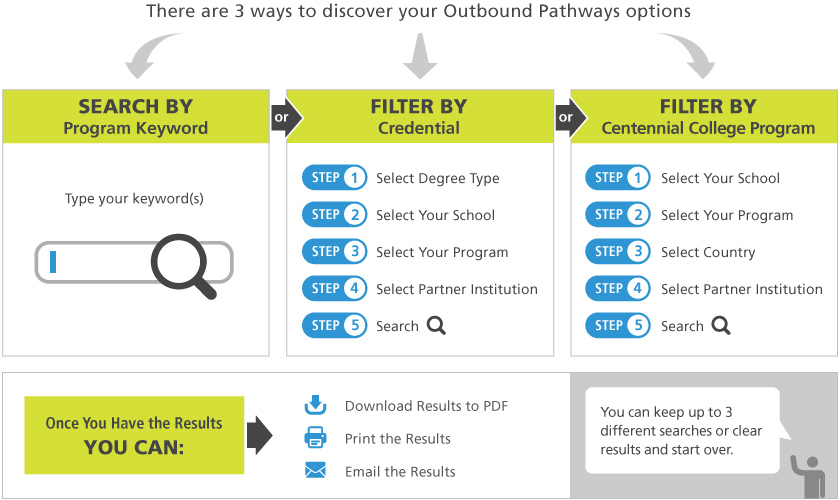 There are 3 ways to discover your Outbound Pathways options
SEARCH BY
Program Keyword
Type your keyword(s)
or
FILTER BY
Credential
STEP 1 Select Degree Type
STEP 2 Select Your School
STEP 3 Select Your Program
STEP 4 Select Partner Institution
STEP 5 Search
or
FILTER BY
Centennial College Program
STEP 1 Select Your School
STEP 2 Select Your Program
STEP 3 Select Country
STEP 4 Select Partner Institution
STEP 5 Search
Once You Have the Results
YOU CAN:
Download Results to PDF
Print the Results
Email the Results
You can keep up to 3
different searches or clear
results and start over.